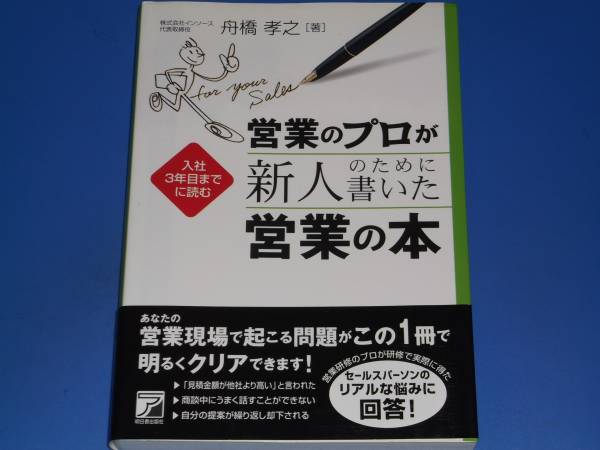 株式会社インソース
代表取締役
舟橋 孝之 [著]
for your
Sales
営業のプロが
新人のために
書いた
営業の本
入社
3年目まで
に読む
あなたの
営業現場で起こる問題がこの1冊で
明るくクリアできます!
▶「見積金額が他社より高い」と言われた
▶商談中にうまく話すことができない
▶自分の提案が繰り返し却下される
営業研修のプロが研修で実際に得た
セールスパーソンの
リアルな悩みに
回答!
明日香出版社